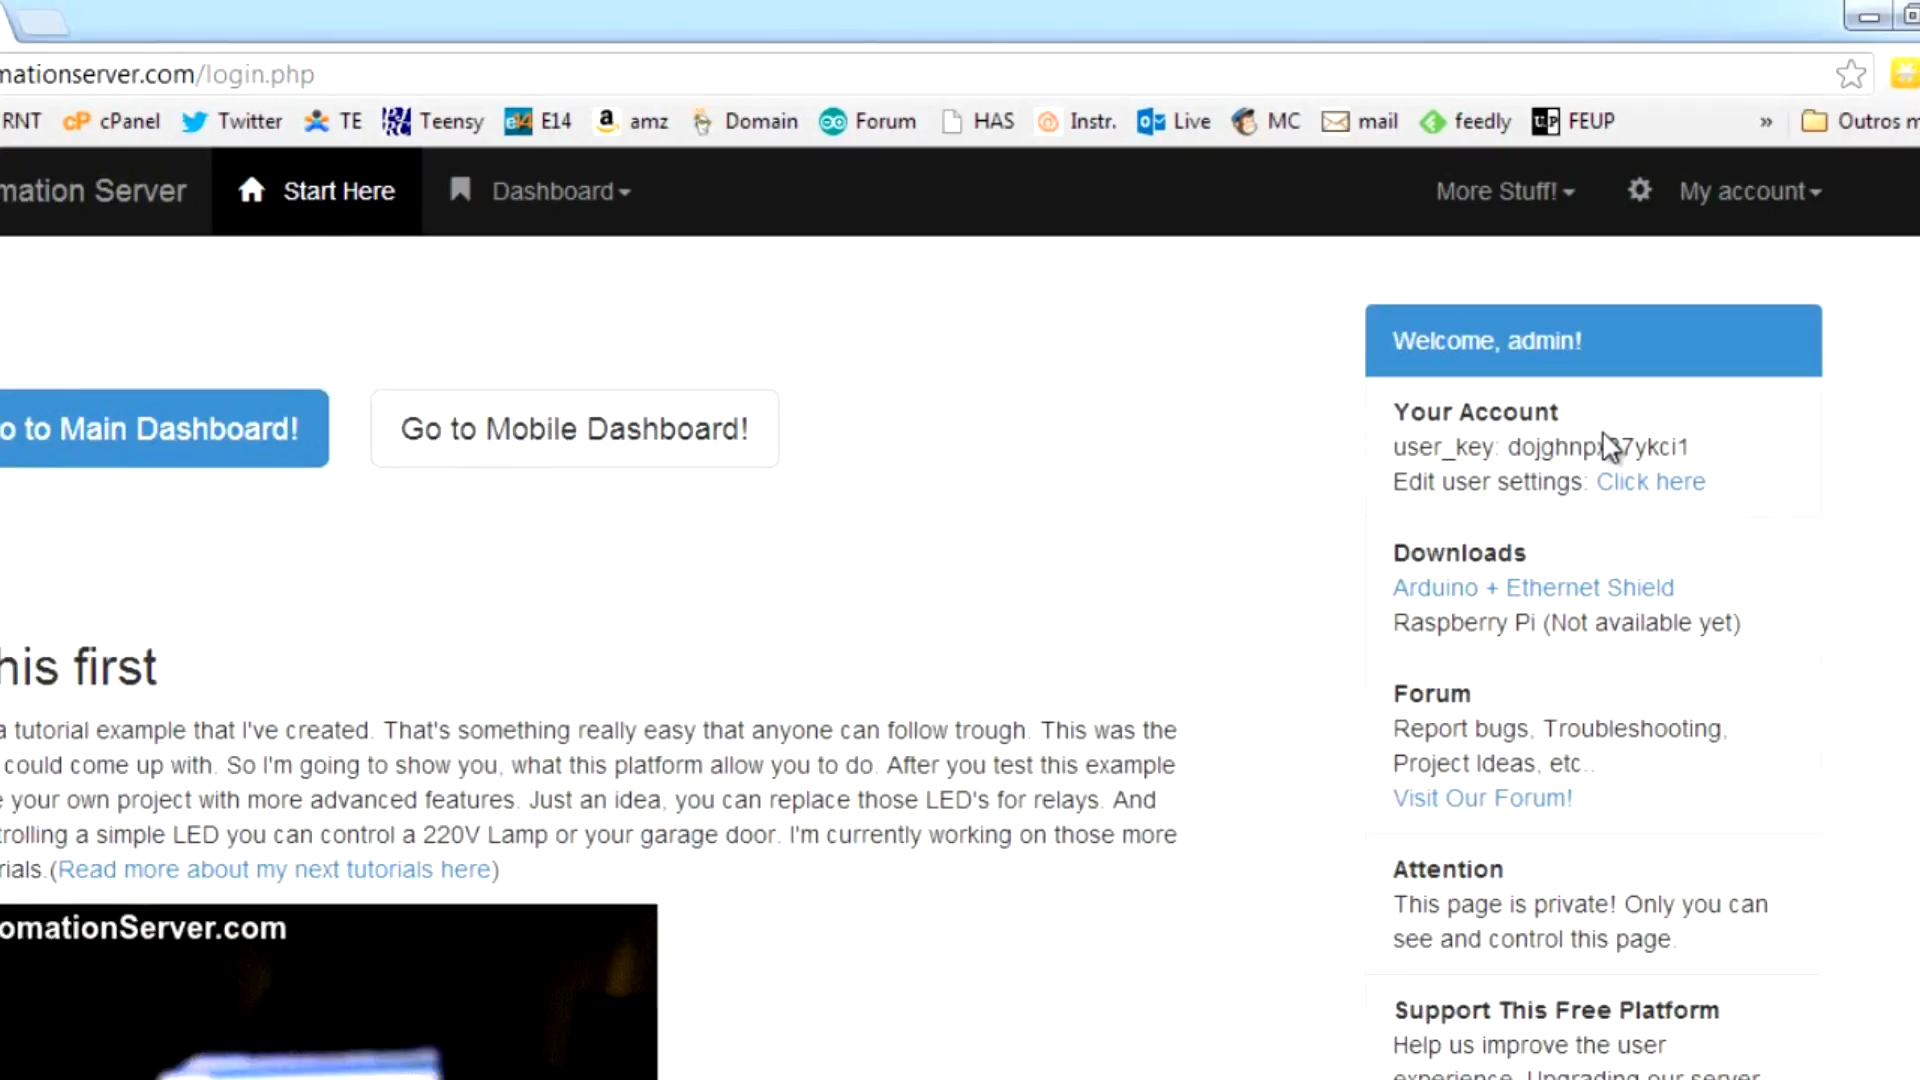 mationserver.com/login.php
RNT cPanel Twitter TE Teensy E14 amz Domain Forum HAS Instr. Live MC mail feedly FEUP » Outros m
mation Server Start Here Dashboard More Stuff! My account
Welcome, admin!
o to Main Dashboard! Go to Mobile Dashboard!
Your Account
user_key:
Edit user settings: Click here
Downloads
Arduino + Ethernet Shield
Raspberry Pi (Not available yet)
his first
Forum
Report bugs, Troubleshooting,
Project Ideas, etc..
Visit Our Forum!
a tutorial example that I've created. That's something really easy that anyone can follow trough. This was the
could come up with. So I'm going to show you, what this platform allow you to do. After you test this example
e your own project with more advanced features. Just an idea, you can replace those LED's for relays. And
trolling a simple LED you can control a 220V Lamp or your garage door. I'm currently working on those more
rials.(Read more about my next tutorials here)
Attention
This page is private! Only you can
see and control this page.
omationServer.com
Support This Free Platform
Help us improve the user
experience. Upgrading our server